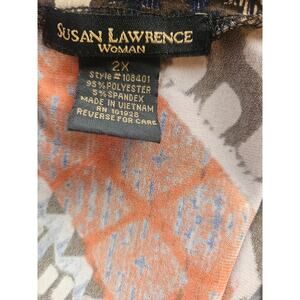 SUSAN LAWRENCE
WOMAN
2X
Style# 108401
95% POLYESTER
5% SPANDEX
MADE IN VIETNAM
RN 101928
REVERSE FOR CARE